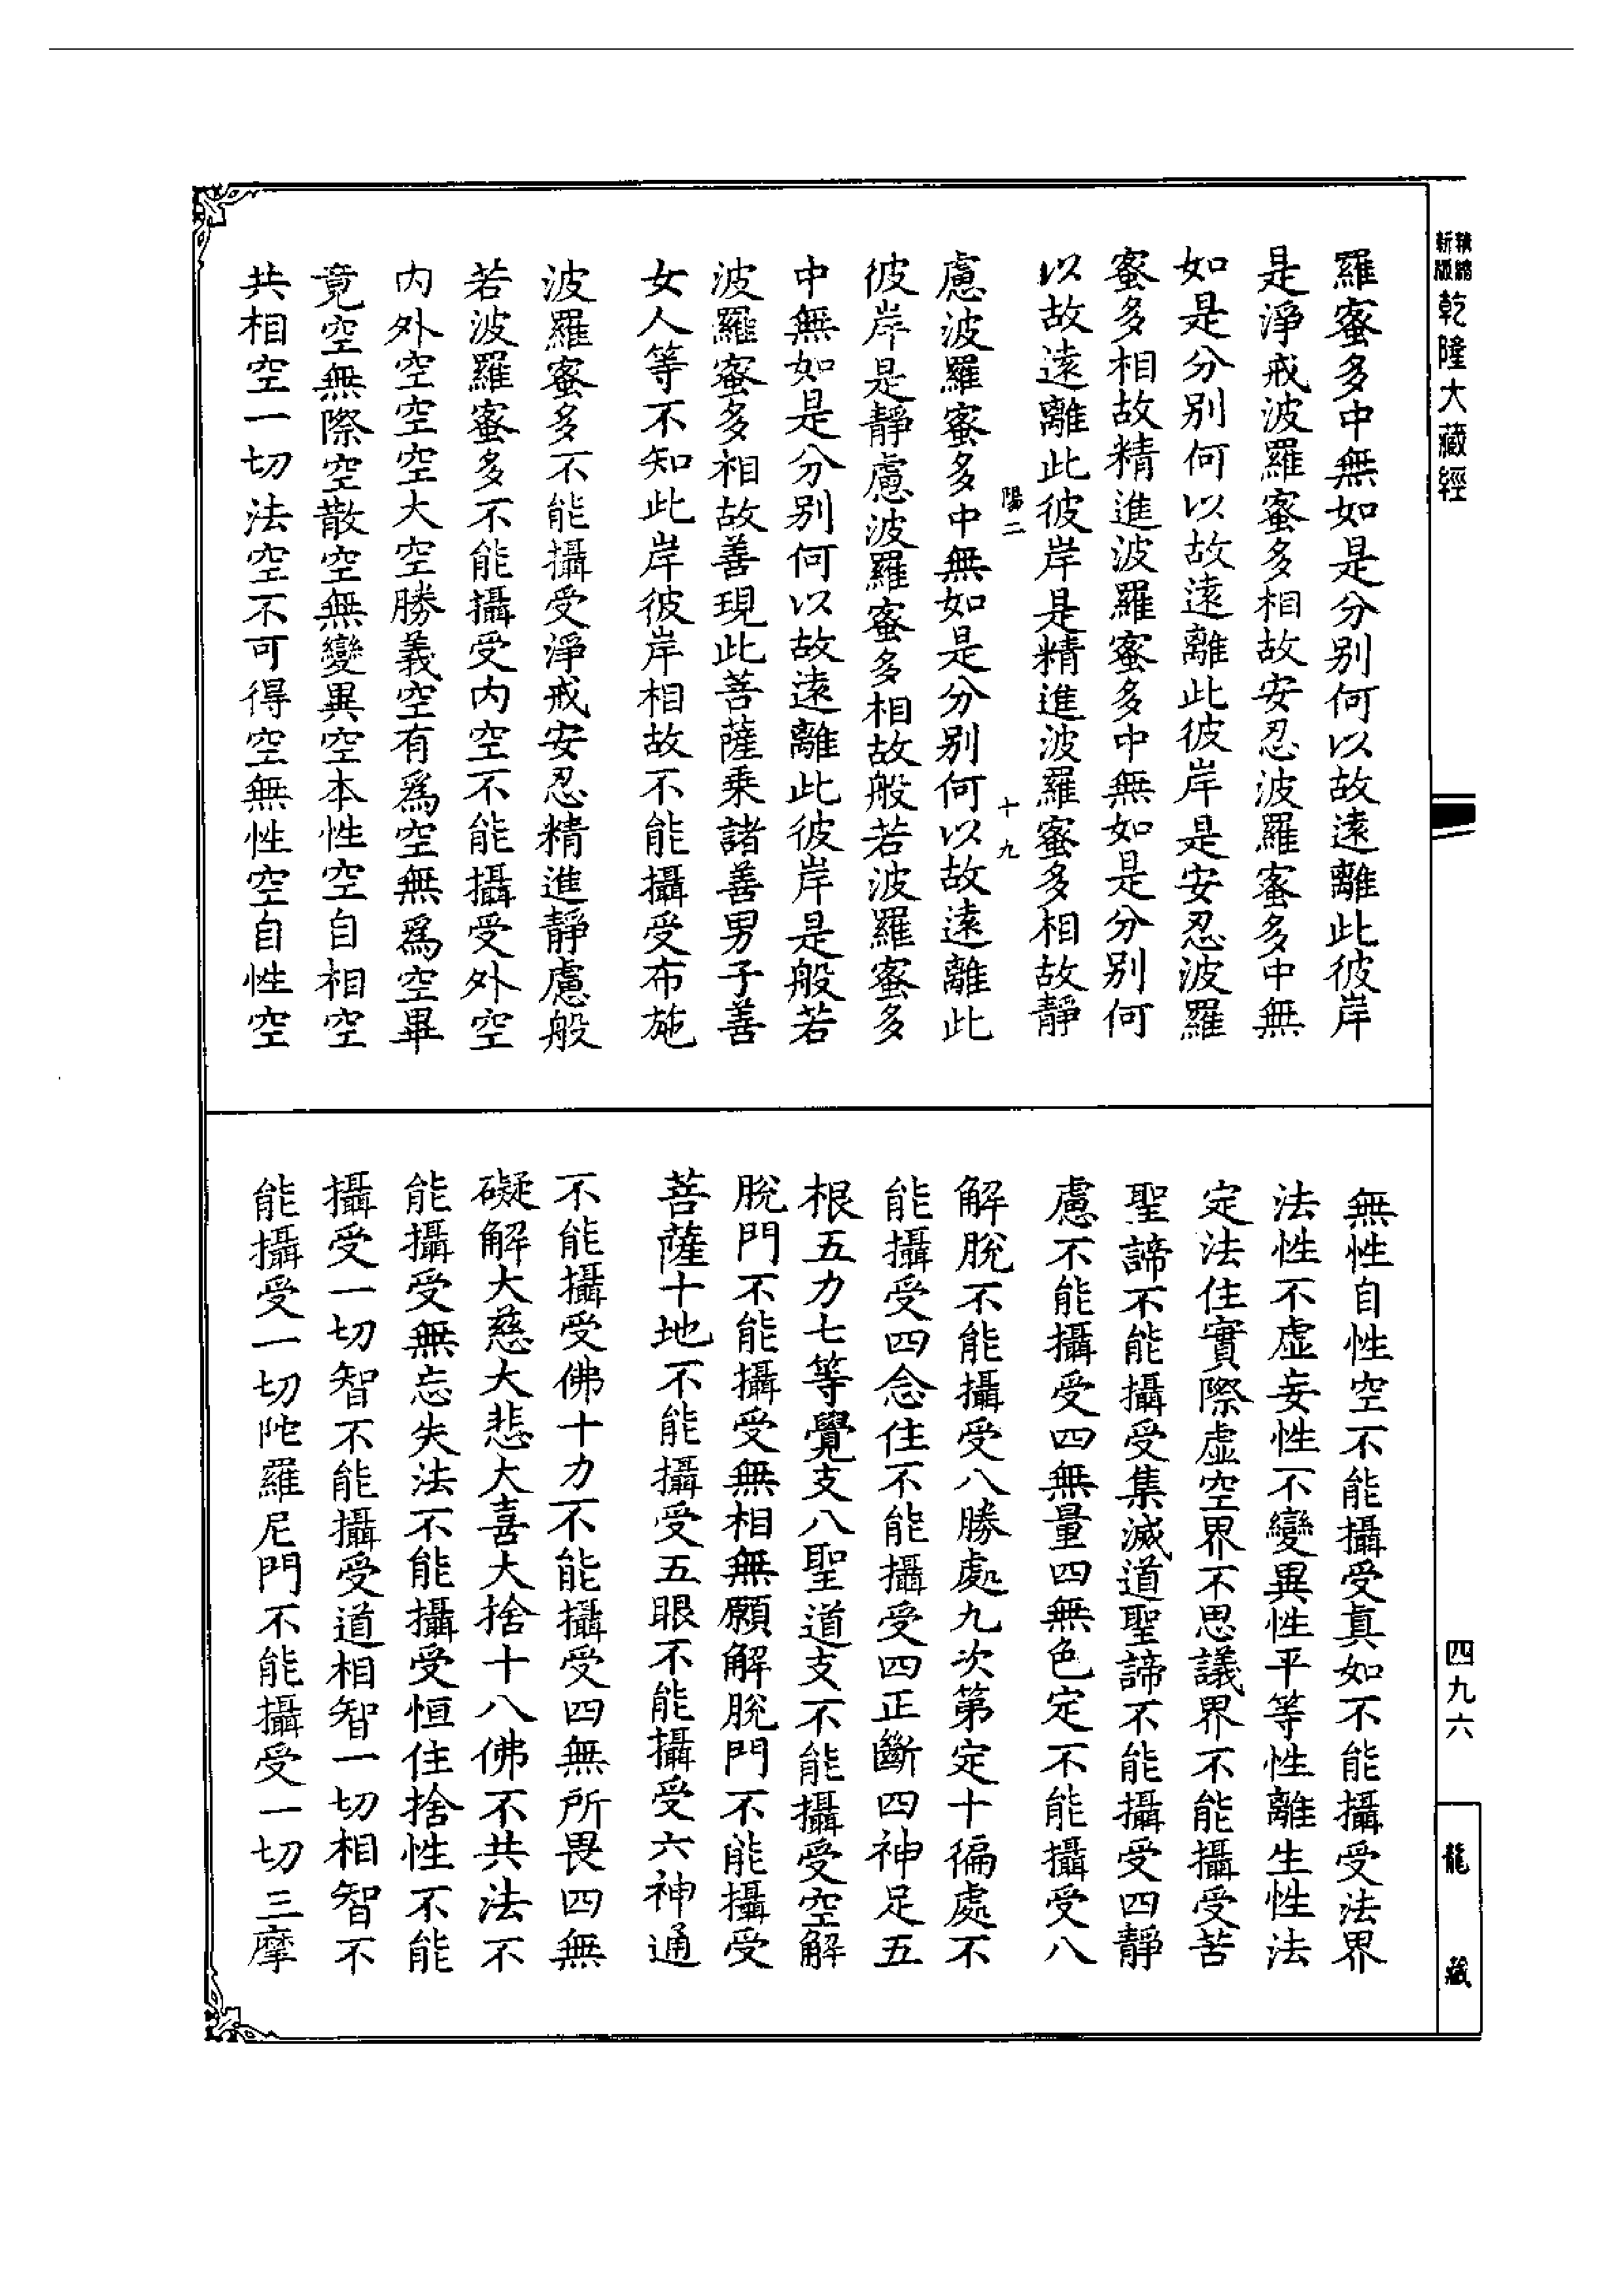 新版精縮乾隆大藏經
羅蜜多中無如是分別何以故遠離此彼岸
是淨戒波羅蜜多相故安忍波羅蜜多中無
如是分別何以故遠離此彼岸是安忍波羅
蜜多相故精進波羅蜜多中無如是分別何
以故遠離此彼岸是精進波羅蜜多相故靜
陽二 十九
慮波羅蜜多中無如是分別何以故遠離此
彼岸是靜慮波羅蜜多相故般若波羅蜜多
中無如是分別何以故遠離此彼岸是般若
波羅蜜多相故善現此菩薩乘諸善男子善
女人等不知此岸彼岸相故不能攝受布施
波羅蜜多不能攝受淨戒安忍精進靜慮般
若波羅蜜多不能攝受內空不能攝受外空
內外空空空大空勝義空有為空無為空畢
竟空無際空散空無變異空本性空自相空
共相空一切法空不可得空無性空自性空
無性自性空不能攝受真如不能攝受法界
法性不虛妄性不變異性平等性離生性法
定法住實際虛空界不思議界不能攝受苦
聖諦不能攝受集滅道聖諦不能攝受四靜
慮不能攝受四無量四無色定不能攝受八
解脫不能攝受八勝處九次第定十徧處不
能攝受四念住不能攝受四正斷四神足五
根五力七等覺支八聖道支不能攝受空解
脫門不能攝受無相無願解脫門不能攝受
菩薩十地不能攝受五眼不能攝受六神通
不能攝受佛十力不能攝受四無所畏四無
礙解大慈大悲大喜大捨十八佛不共法不
能攝受無忘失法不能攝受恒住捨性不能
攝受一切智不能攝受道相智一切相智不
能攝受一切陀羅尼門不能攝受一切三摩
四九六
龍藏